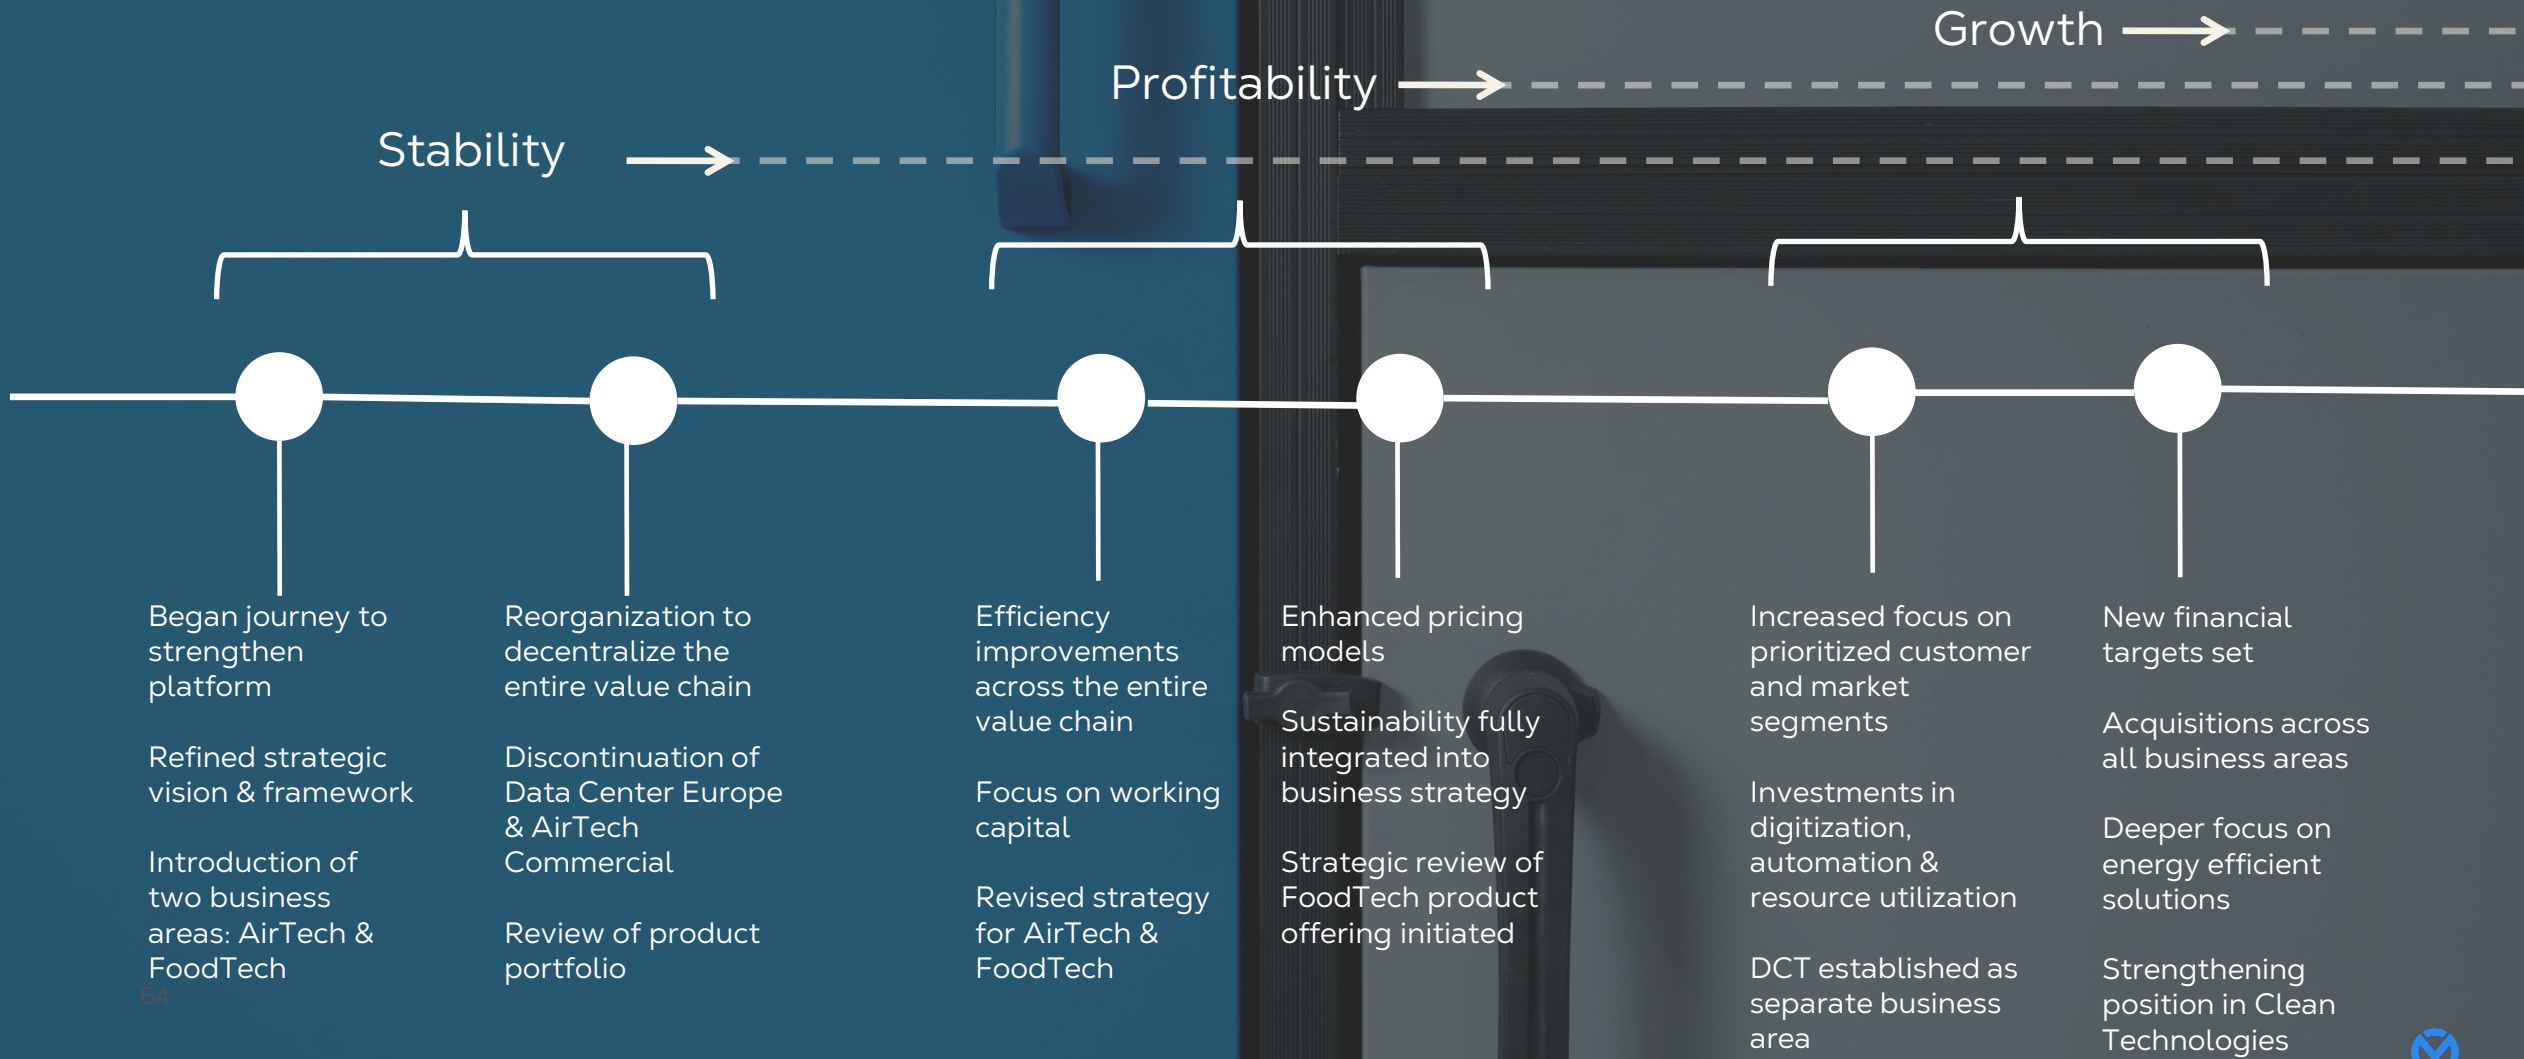 Growth
Profitability
Stability
Began journey to
strengthen
platform
Refined strategic
vision & framework
Introduction of
two business
areas: AirTech &
FoodTech
Reorganization to
decentralize the
entire value chain
Discontinuation of
Data Center Europe
& AirTech
Commercial
Review of product
portfolio
Efficiency
improvements
across the entire
value chain
Focus on working
capital
Revised strategy
for AirTech &
FoodTech
Enhanced pricing
models
Sustainability fully
integrated into
business strategy
Strategic review of
FoodTech product
offering initiated
Increased focus on
prioritized customer
and market
segments
Investments in
digitization,
automation &
resource utilization
DCT established as
separate business
area
New financial
targets set
Acquisitions across
all business areas
Deeper focus on
energy efficient
solutions
Strengthening
position in Clean
Technologies
64